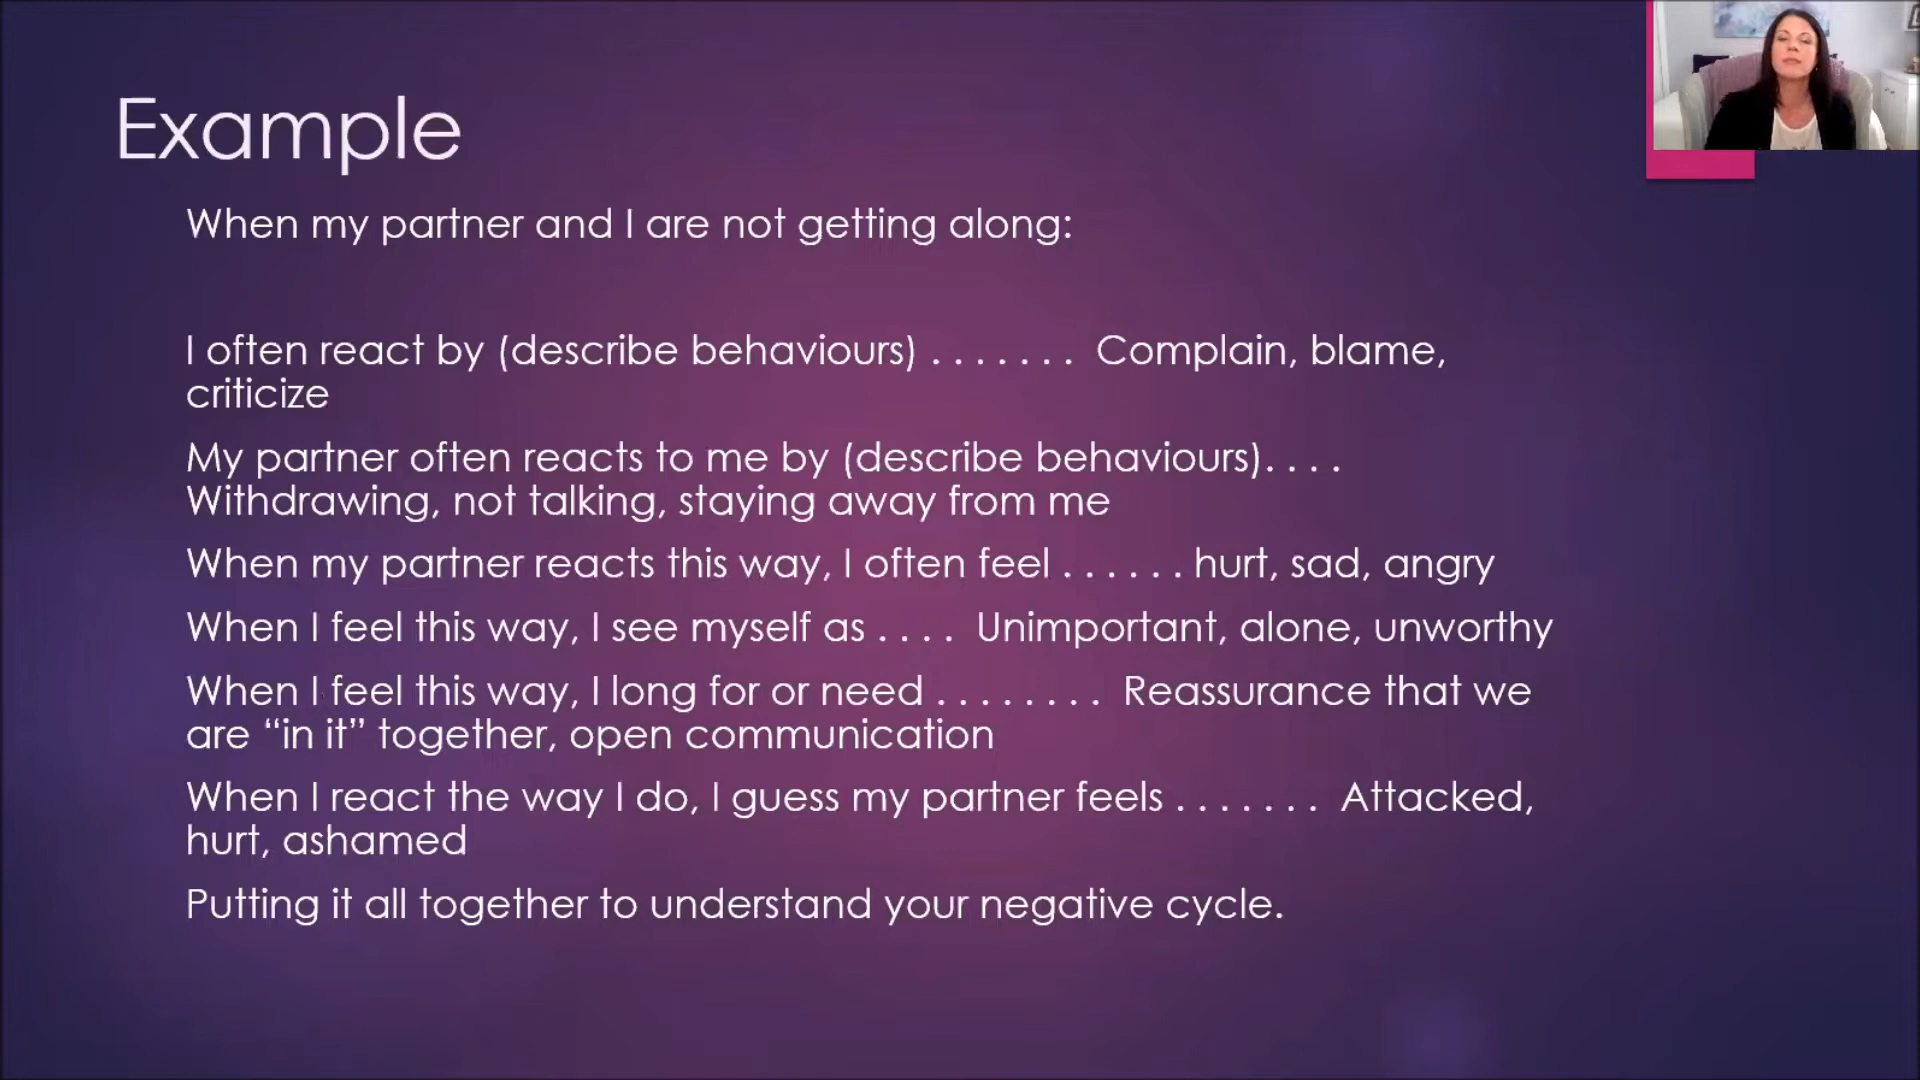 Example
When my partner and I are not getting along:
I often react by (describe behaviours) . . . . . . . Complain, blame,
criticize
My partner often reacts to me by (describe behaviours). . . .
Withdrawing, not talking, staying away from me
When my partner reacts this way, I often feel . . . . . . hurt, sad, angry
When I feel this way, I see myself as . . . . Unimportant, alone, unworthy
When I feel this way, I long for or need . . . . . . . . Reassurance that we
are “in it” together, open communication
When I react the way I do, I guess my partner feels . . . . . . . Attacked,
hurt, ashamed
Putting it all together to understand your negative cycle.